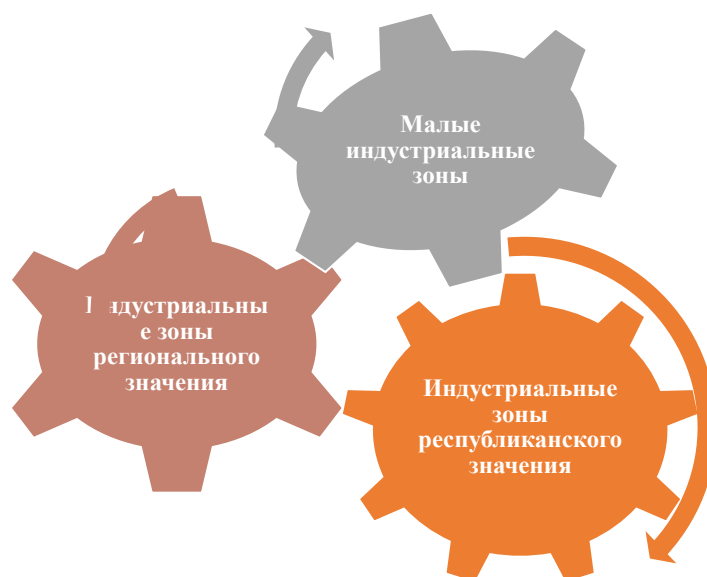 Малые
индустриальные
зоны
Индустриальны
е зоны
регионального
значения
Индустриальные
зоны
республиканского
значения